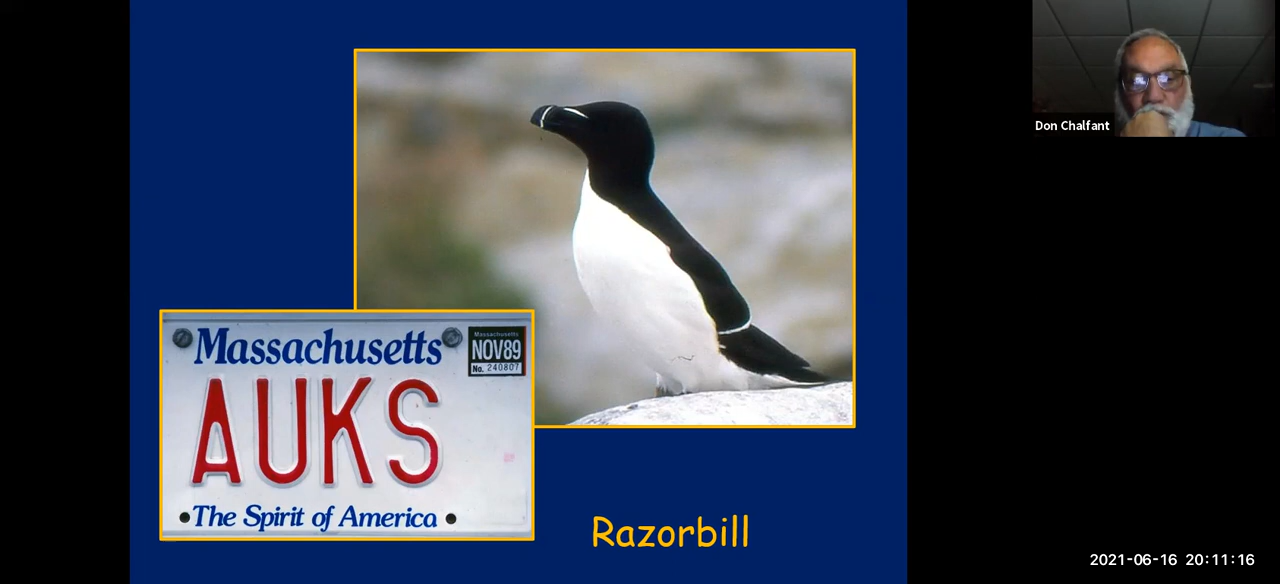 Don Chalfant
Massachusetts
Massachusetts
NOV89
No. 240807
AUKS
The Spirit of America
Razorbill
2021-06-16 20:11:16